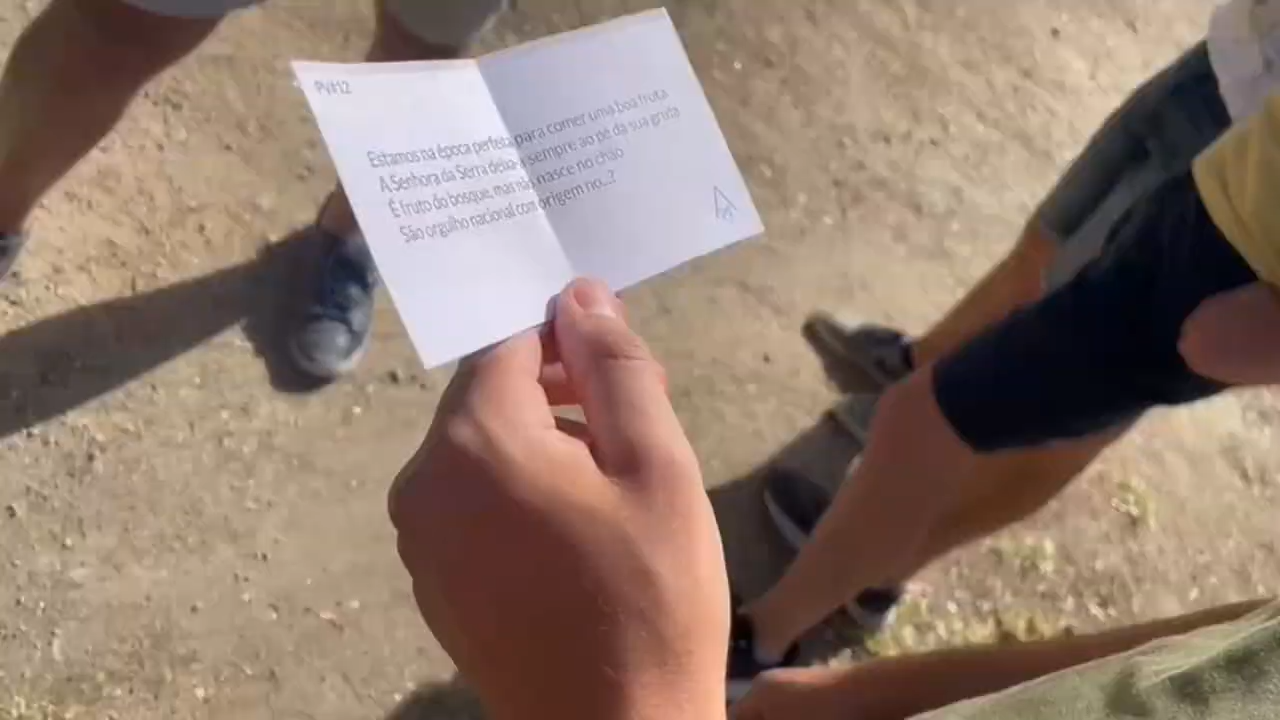 PV#12
Estamos na época perfeita para comer uma boa fruta
A Senhora da Serra deixa-a sempre ao pé da sua gruta
É fruto do bosque, mas não nasce no chão
São orgulho nacional com origem no...?